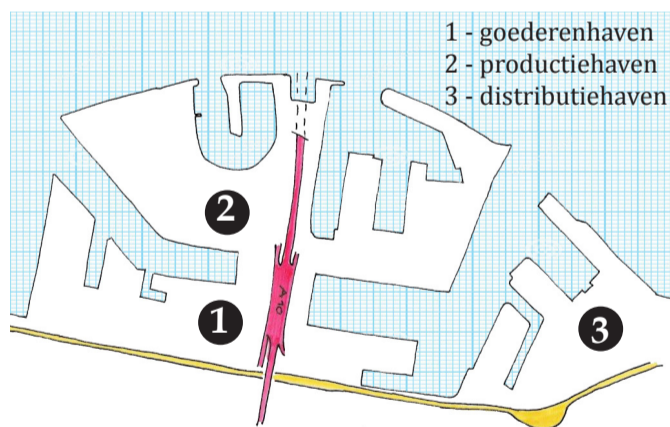 1 - goederenhaven
2 - productiehaven
3 - distributiehaven
2
A10
1
3